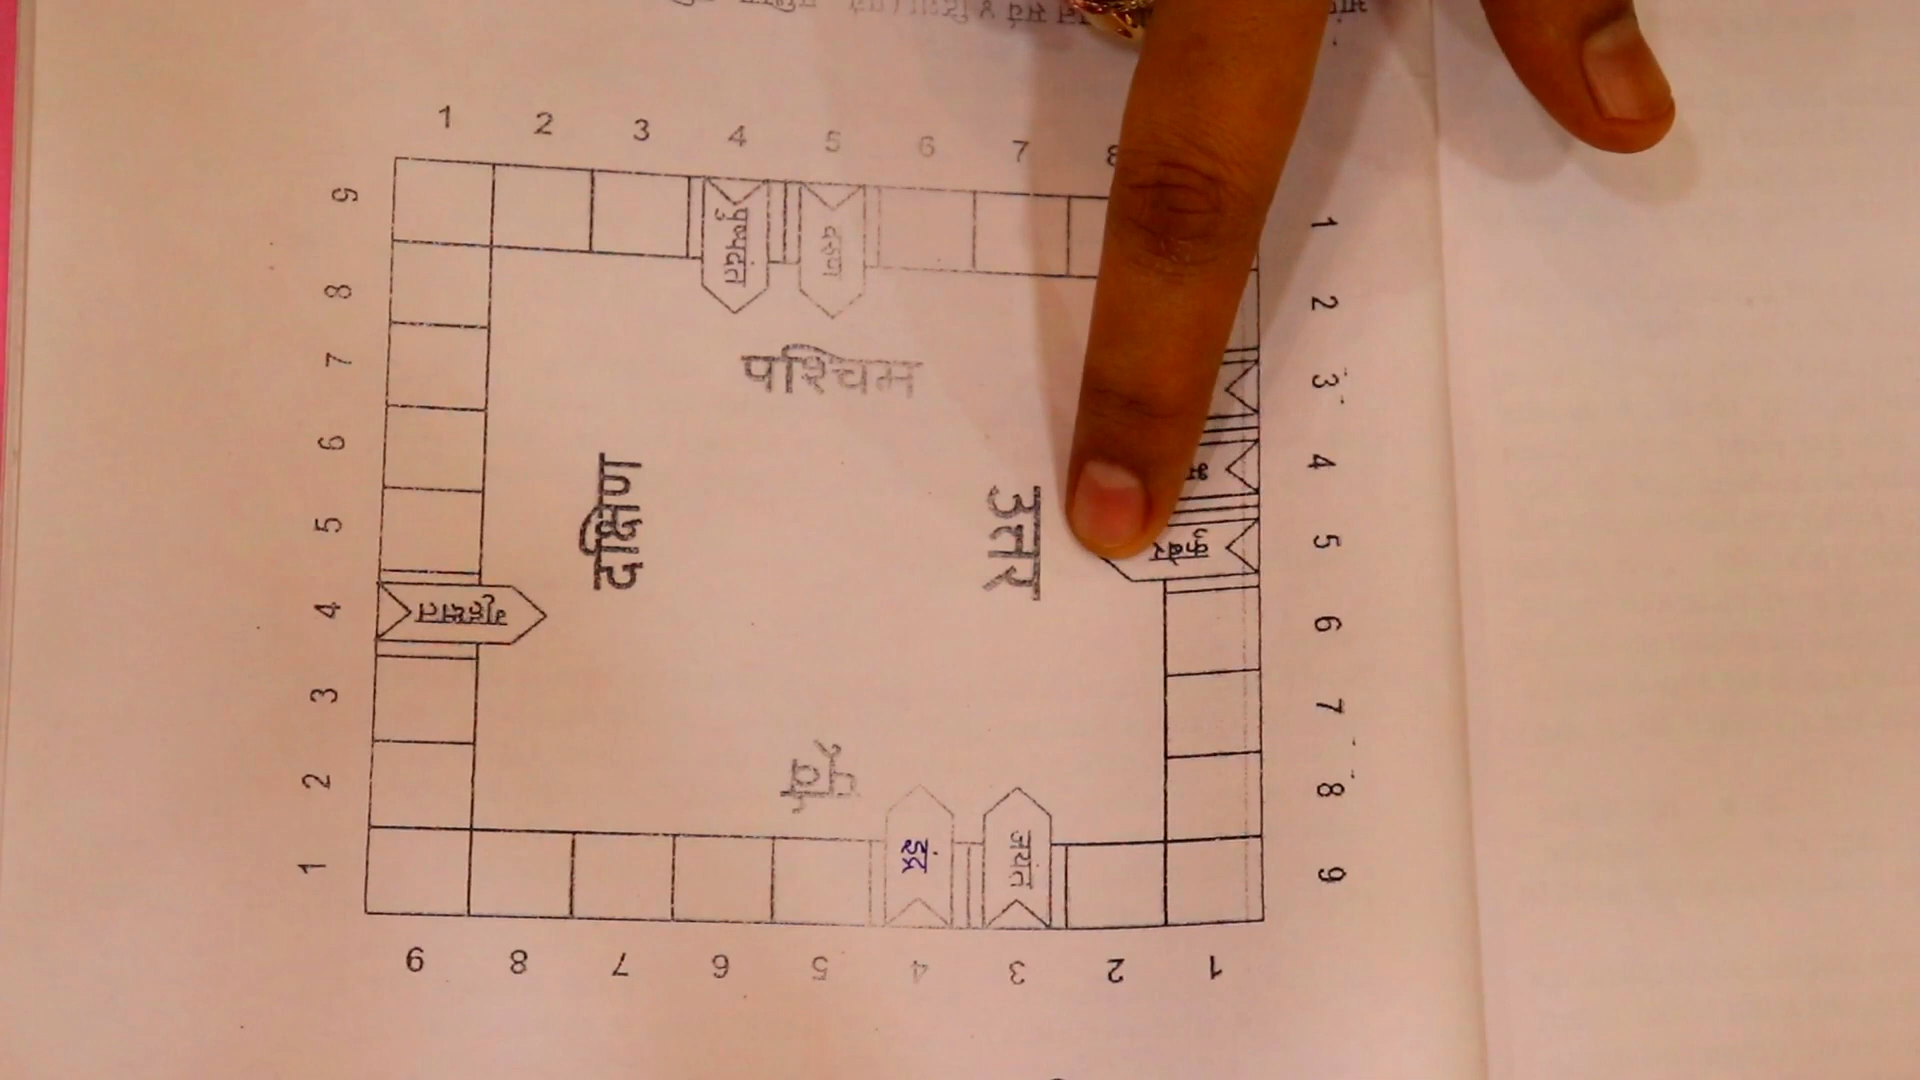 1 2 3 4 5 6 7
9 8 7 6 5 4 3 2 1
पुष्पदंत
वरुण
पश्चिम
दक्षिण
उत्तर
पूर्व
गृहक्षत
कुबेर
इंद्र
जयंत
1 2 3 4 5 6 7 8 9
9 8 7 6 5 4 3 2 1